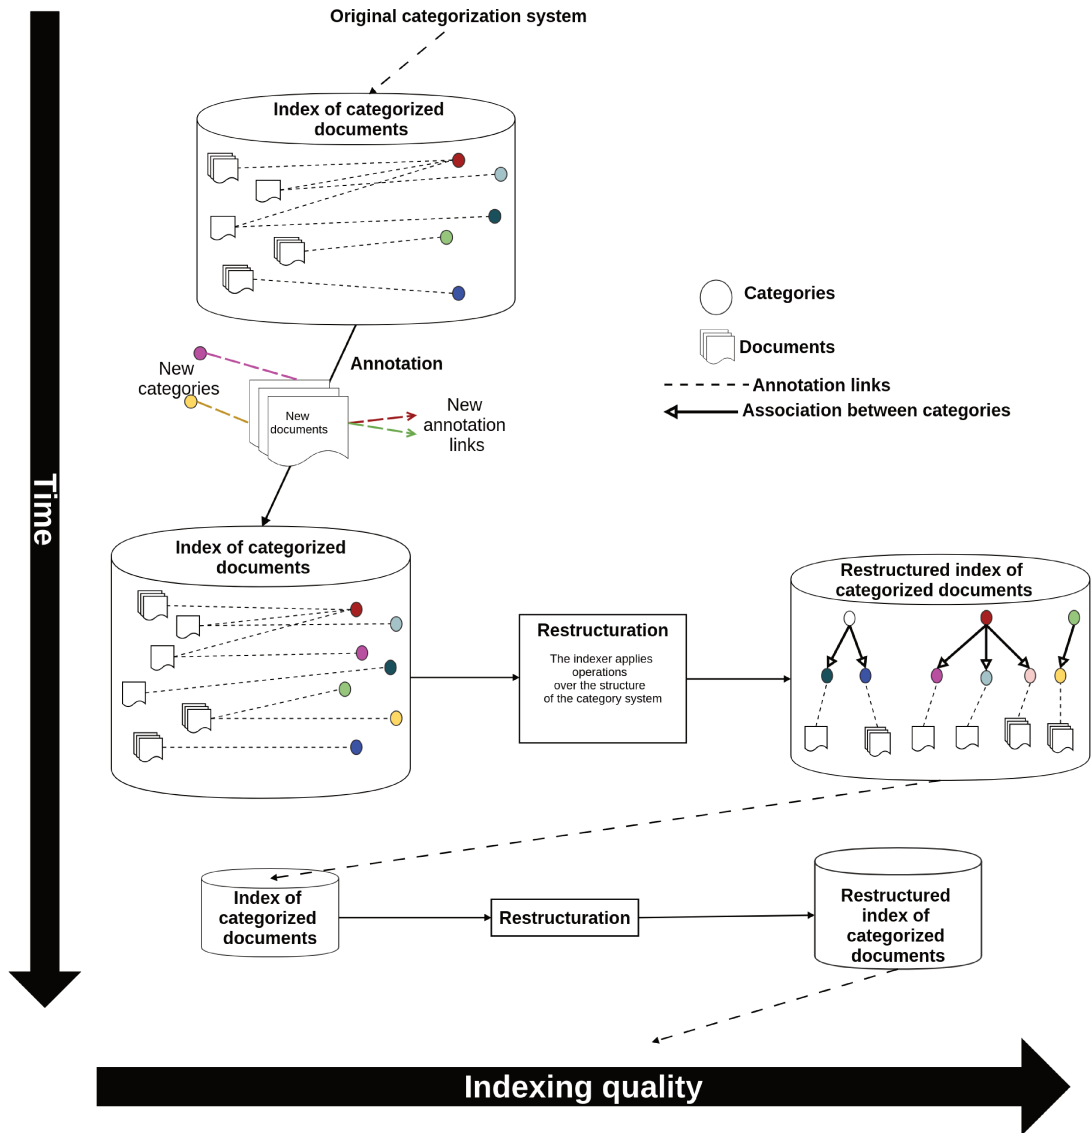 Original categorization system
Index of categorized
documents
Categories
Documents
Annotation links
Association between categories
Annotation
New
categories
New
documents
New
annotation
links
Time
Index of categorized
documents
Restructuration
The indexer applies
operations
over the structure
of the category system
Restructured index of
categorized documents
Index of
categorized
documents
Restructuration
Restructured
index of
categorized
documents
Indexing quality